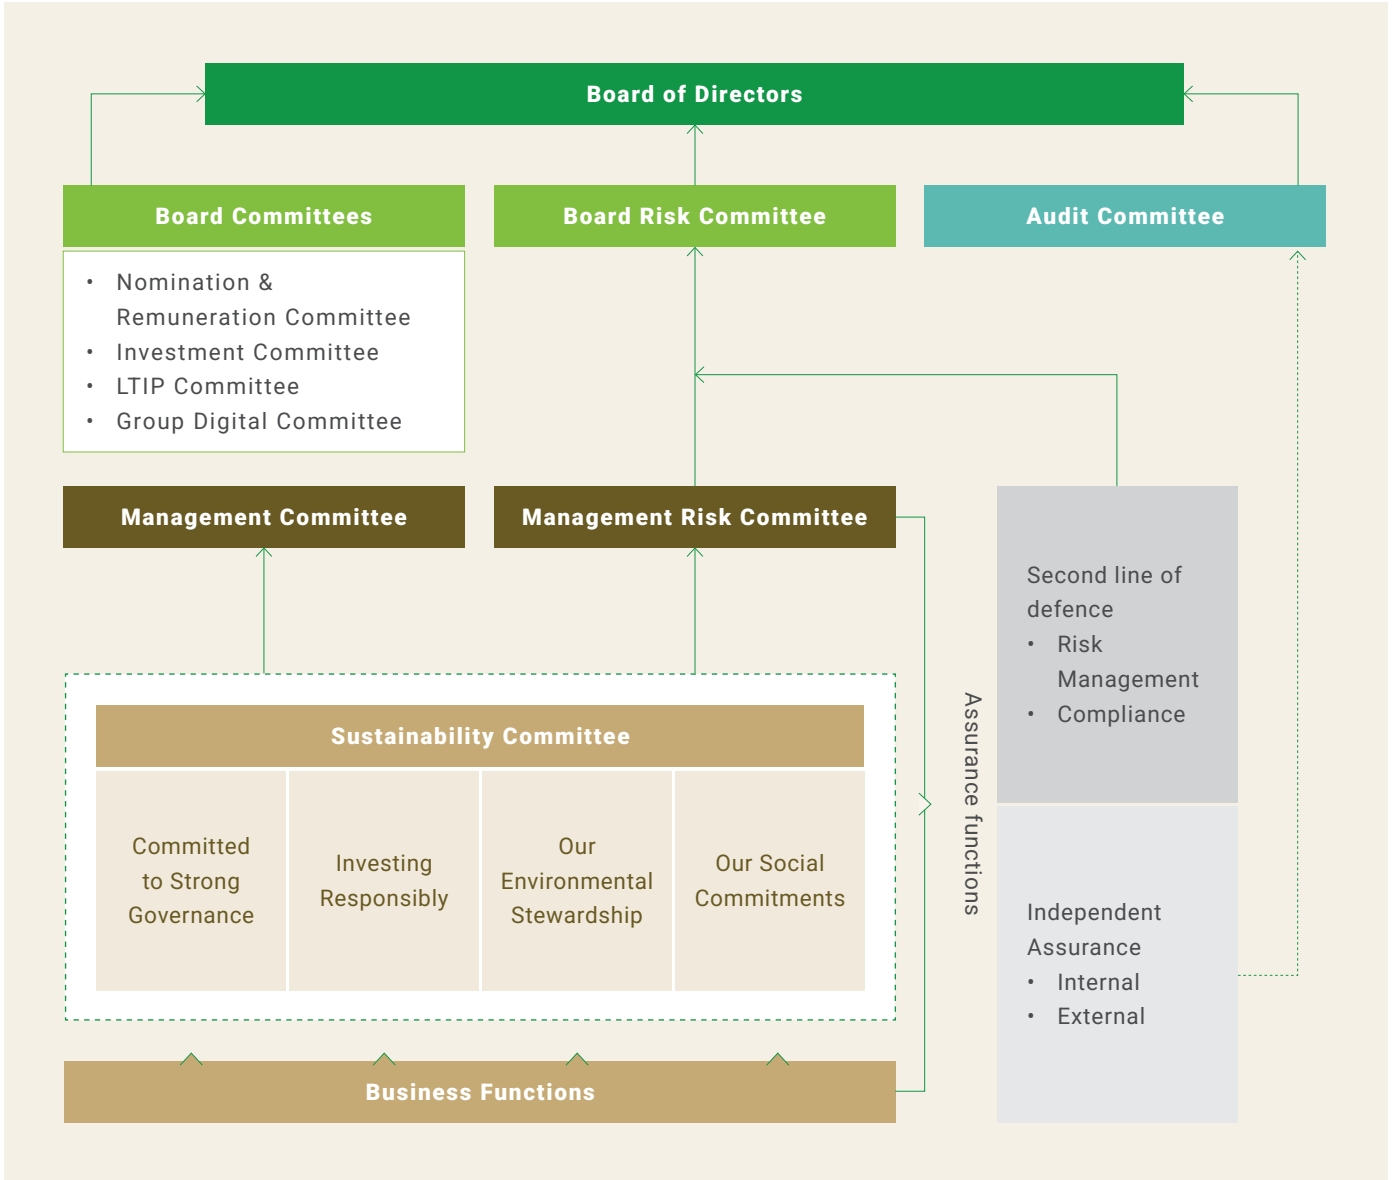 Board of Directors
Board Committees
• Nomination &
Remuneration Committee
• Investment Committee
• LTIP Committee
• Group Digital Committee
Board Risk Committee
Audit Committee
Management Committee
Management Risk Committee
Sustainability Committee
Committed
to Strong
Governance
Investing
Responsibly
Our
Environmental
Stewardship
Our Social
Commitments
Business Functions
Assurance functions
Second line of
defence
• Risk
Management
• Compliance
Independent
Assurance
• Internal
• External